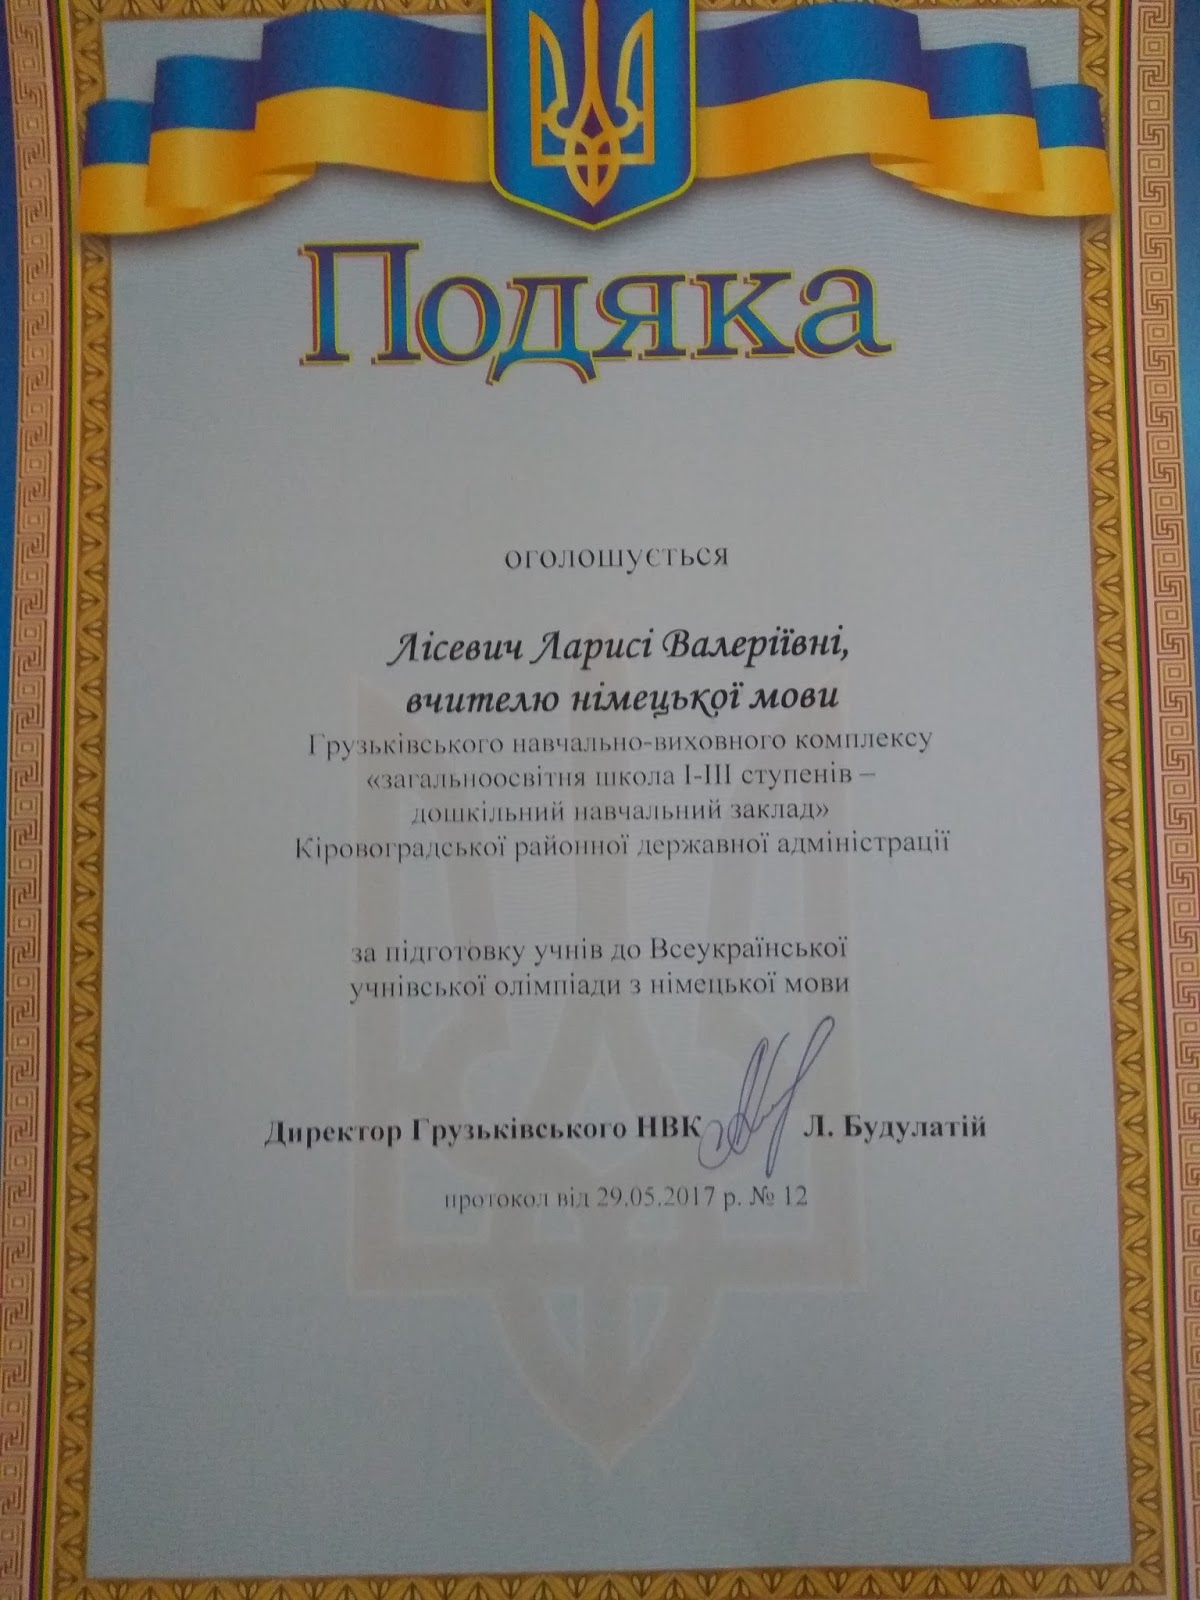 Подяка
оголошується
Лісевич Ларисі Валеріївні,
вчителю німецької мови
Грузьківського навчально-виховного комплексу
«загальноосвітня школа І-ІІІ ступенів –
дошкільний навчальний заклад»
Кіровоградської районної державної адміністрації
за підготовку учнів до Всеукраїнської
учнівської олімпіади з німецької мови
Директор Грузьківського НВК Л. Будулатій
протокол від 29.05.2017 р. № 12